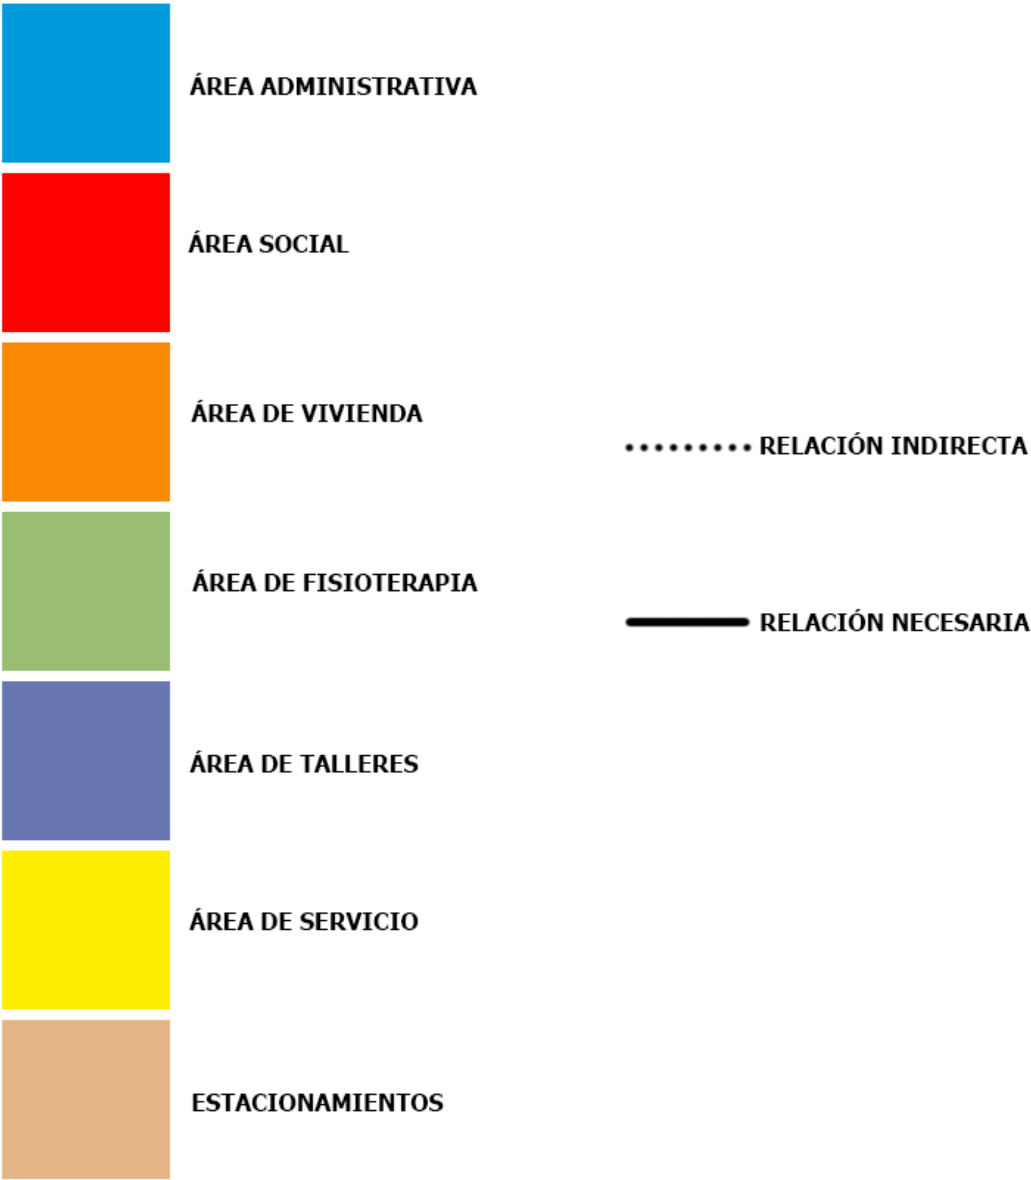 ÁREA ADMINISTRATIVA
ÁREA SOCIAL
ÁREA DE VIVIENDA
RELACIÓN INDIRECTA
ÁREA DE FISIOTERAPIA
RELACIÓN NECESARIA
ÁREA DE TALLERES
ÁREA DE SERVICIO
ESTACIONAMIENTOS